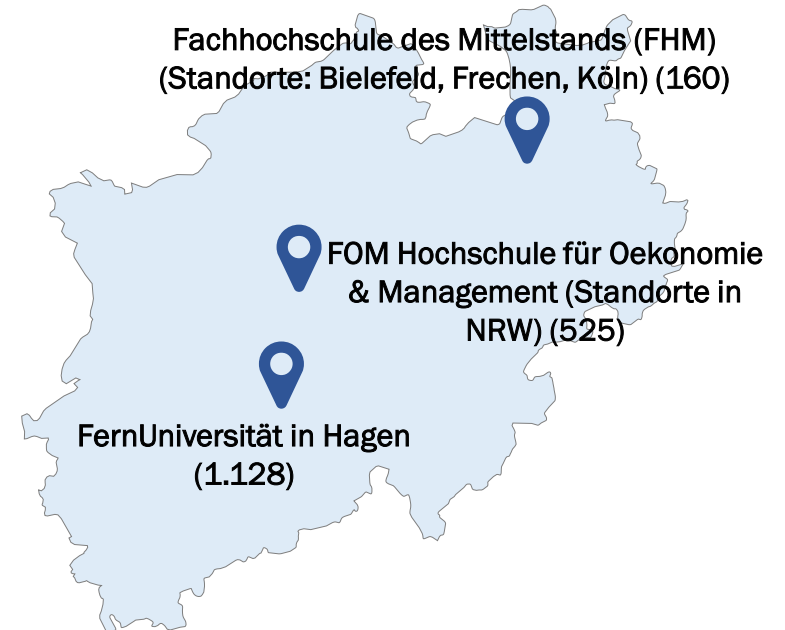 Fachhochschule des Mittelstands (FHM)
(Standorte: Bielefeld, Frechen, Köln) (160)
FOM Hochschule für Oekonomie
& Management (Standorte in
NRW) (525)
FernUniversität in Hagen
(1.128)